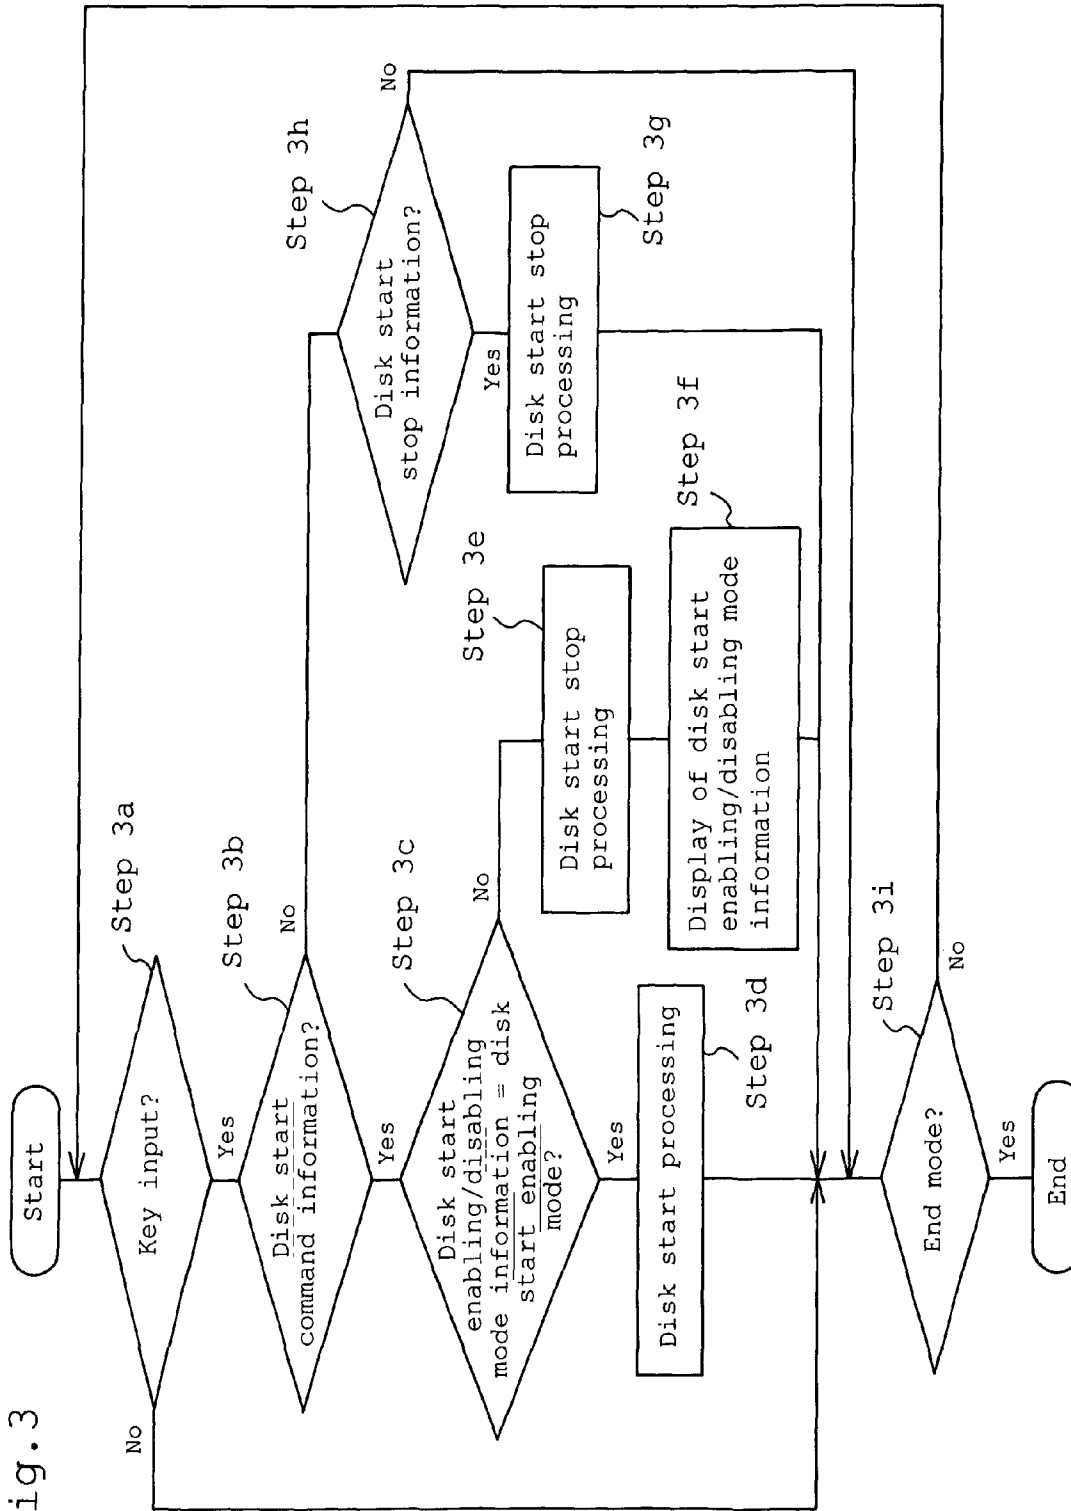 ig.3
Start
Key input?
Step 3a
No
Yes
Disk start
command information?
Step 3b
No
Yes
Disk start
enabling/disabling
mode information = disk
start enabling
mode?
Step 3c
No
Yes
Disk start processing
Step 3d
Disk start stop
processing
Step 3e
Display of disk start
enabling/disabling mode
information
Step 3f
Disk start
stop information?
Step 3h
No
Yes
Disk start stop
processing
Step 3g
End mode?
Step 3i
No
Yes
End